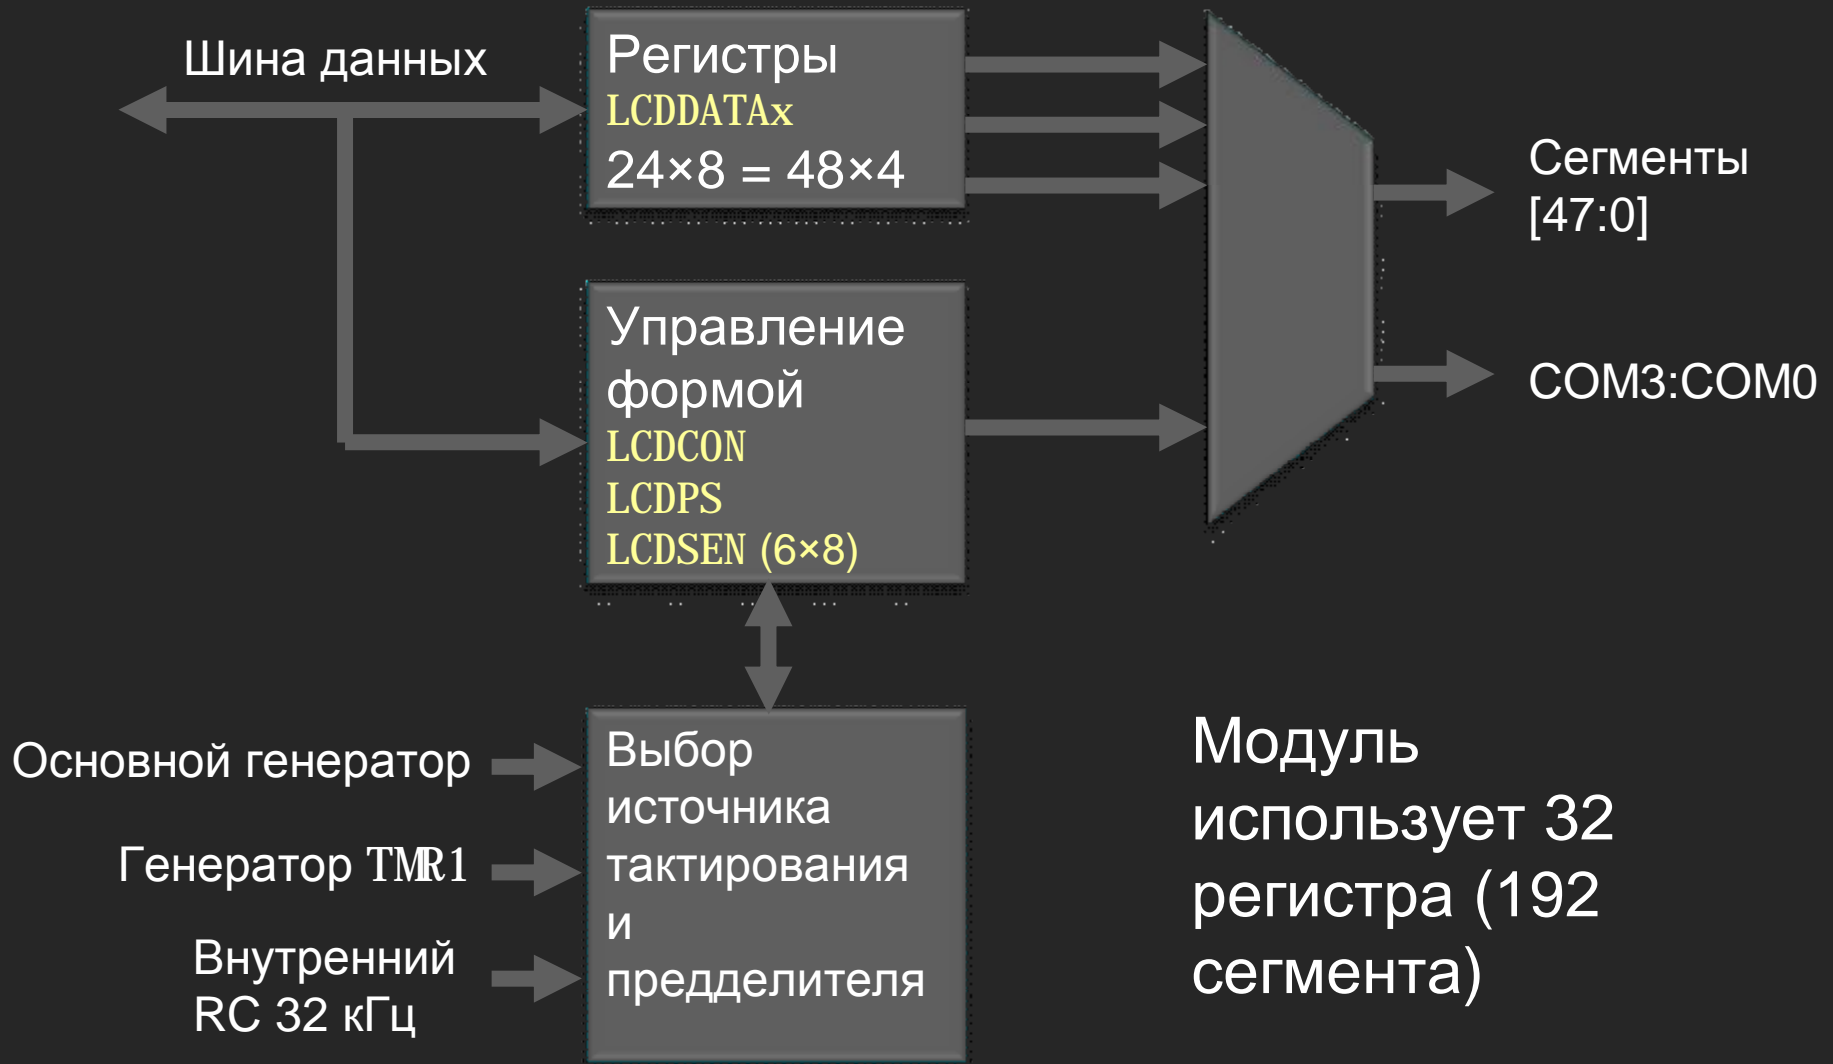 Шина данных
Регистры
LCDDATAx
24×8 = 48×4
Сегменты
[47:0]
Управление
формой
LCDCON
LCDPS
LCDSEN (6×8)
COM3:COM0
Основной генератор
Генератор TMR1
Внутренний
RC 32 кГц
Выбор
источника
тактирования
и
предделителя
Модуль
использует 32
регистра (192
сегмента)